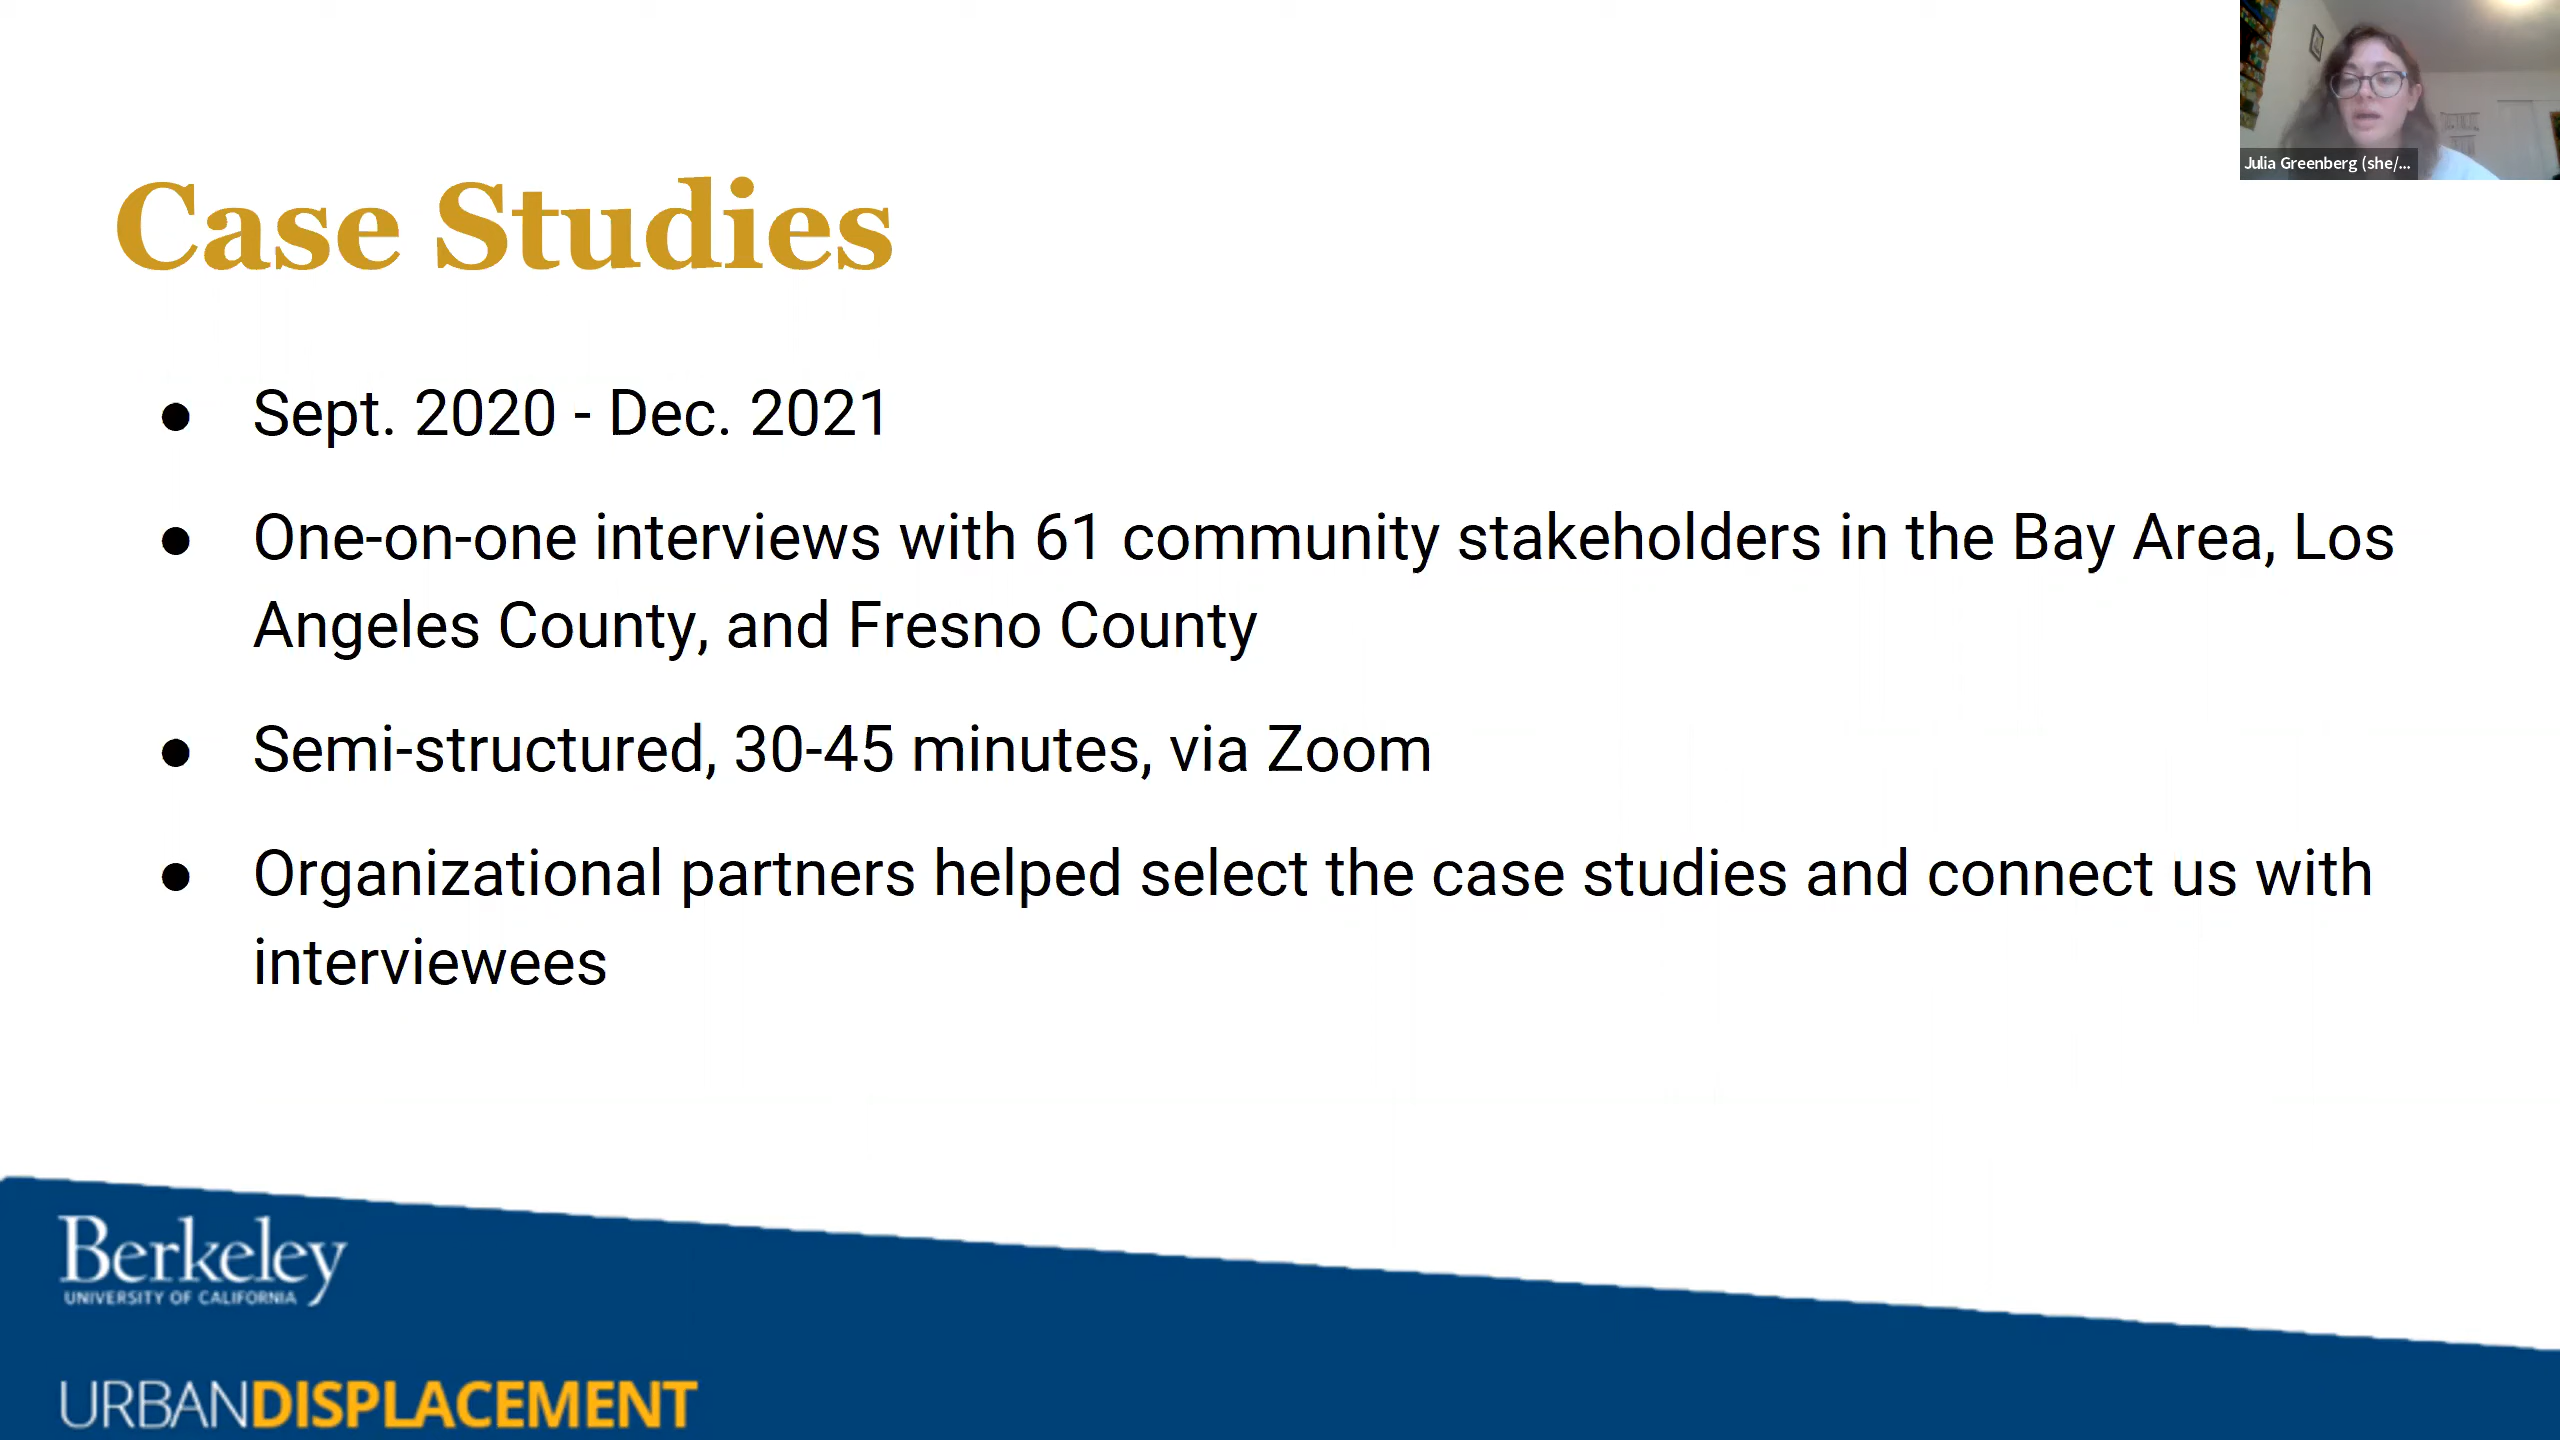 Julia Greenberg (she/...
Case Studies
● Sept. 2020 - Dec. 2021
● One-on-one interviews with 61 community stakeholders in the Bay Area, Los
Angeles County, and Fresno County
● Semi-structured, 30-45 minutes, via Zoom
● Organizational partners helped select the case studies and connect us with
interviewees
Berkeley
UNIVERSITY OF CALIFORNIA
URBANDISPLACEMENT